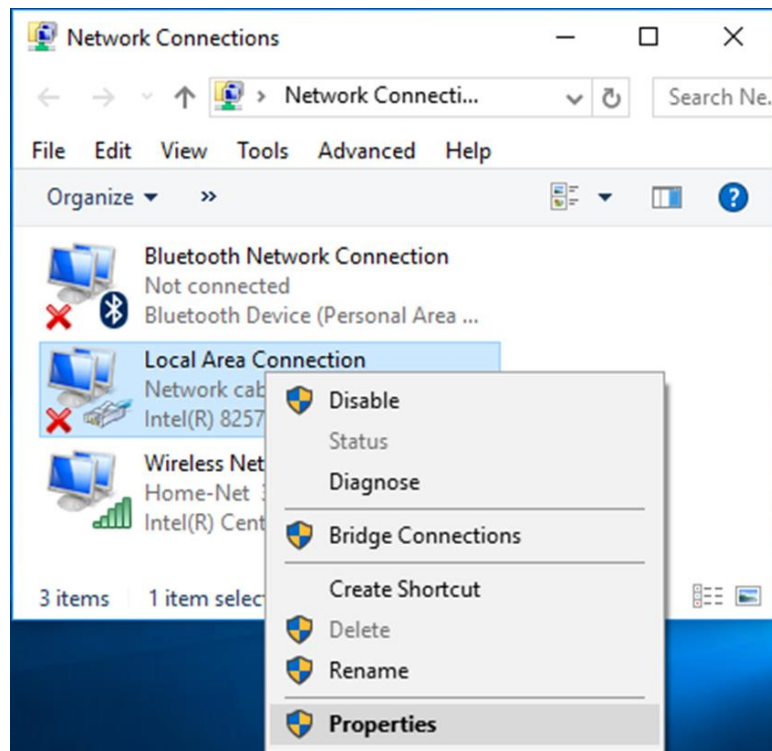 Network Connections
Network Connecti...
Search Ne.
File Edit View Tools Advanced Help
Organize »
Bluetooth Network Connection
Not connected
Bluetooth Device (Personal Area ...
Local Area Connection
Network cab
Intel(R) 8257
Wireless Net
Home-Net
Intel(R) Cent
Disable
Status
Diagnose
Bridge Connections
Create Shortcut
Delete
Rename
Properties
3 items 1 item selec